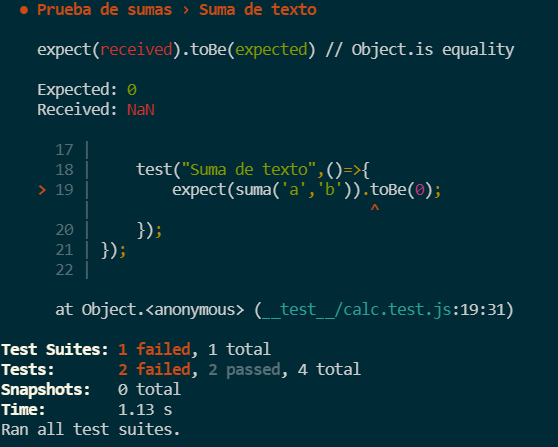 ● Prueba de sumas › Suma de texto
expect(received).toBe(expected) // Object.is equality
Expected: 0
Received: NaN
17 |
18 |     test("Suma de texto",()=>{
> 19 |         expect(suma('a','b')).toBe(0);
|                               ^
20 |     });
21 | });
22 |
at Object.<anonymous> (__test__/calc.test.js:19:31)
Test Suites: 1 failed, 1 total
Tests:       2 failed, 2 passed, 4 total
Snapshots:   0 total
Time:        1.13 s
Ran all test suites.